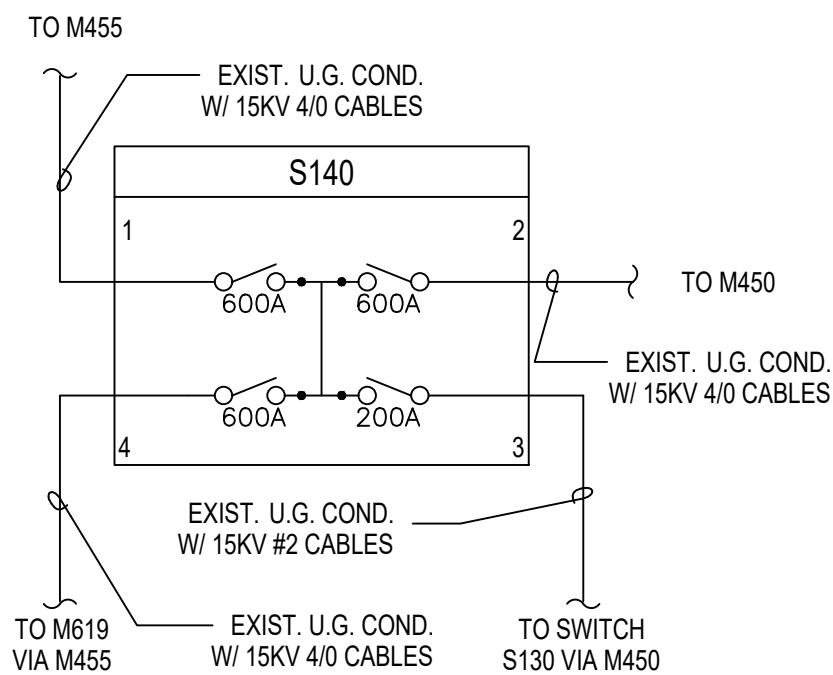 TO M455
EXIST. U.G. COND.
W/ 15KV 4/0 CABLES
S140
1
2
600A
600A
TO M450
EXIST. U.G. COND.
W/ 15KV 4/0 CABLES
600A
200A
4
3
EXIST. U.G. COND.
W/ 15KV #2 CABLES
TO M619
VIA M455
EXIST. U.G. COND.
W/ 15KV 4/0 CABLES
TO SWITCH
S130 VIA M450